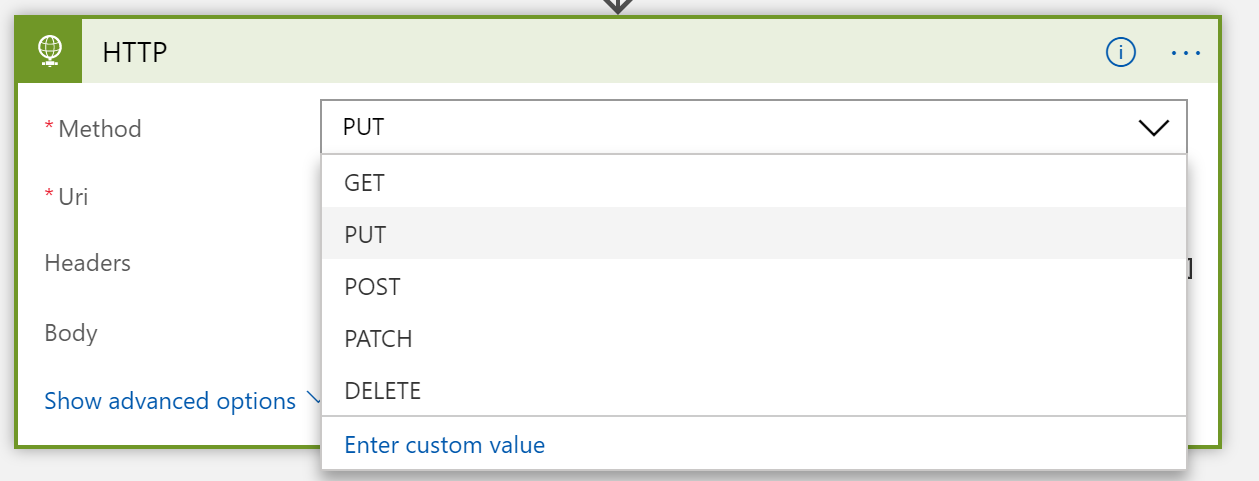 HTTP
i
...
* Method
PUT
GET
* Uri
PUT
Headers
POST
]
Body
PATCH
DELETE
Show advanced options
Enter custom value